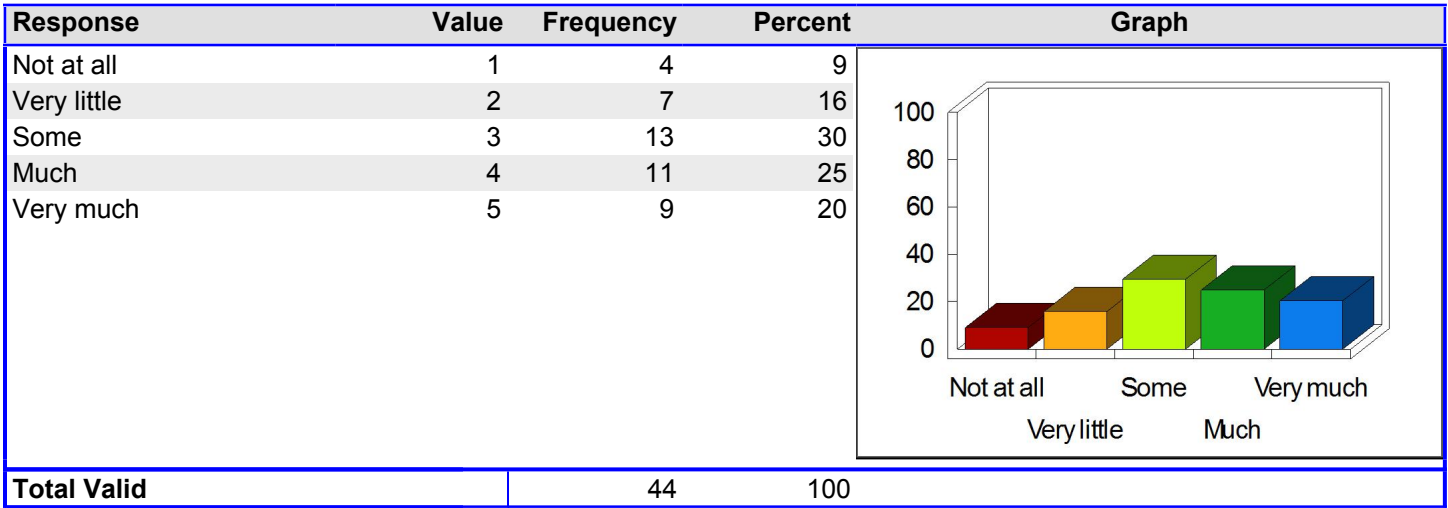 Response Value Frequency Percent Graph
Not at all 1 4 9
Very little 2 7 16
Some 3 13 30
Much 4 11 25
Very much 5 9 20
100
80
60
40
20
0
Not at all Some Very much
Very little Much
Total Valid 44 100